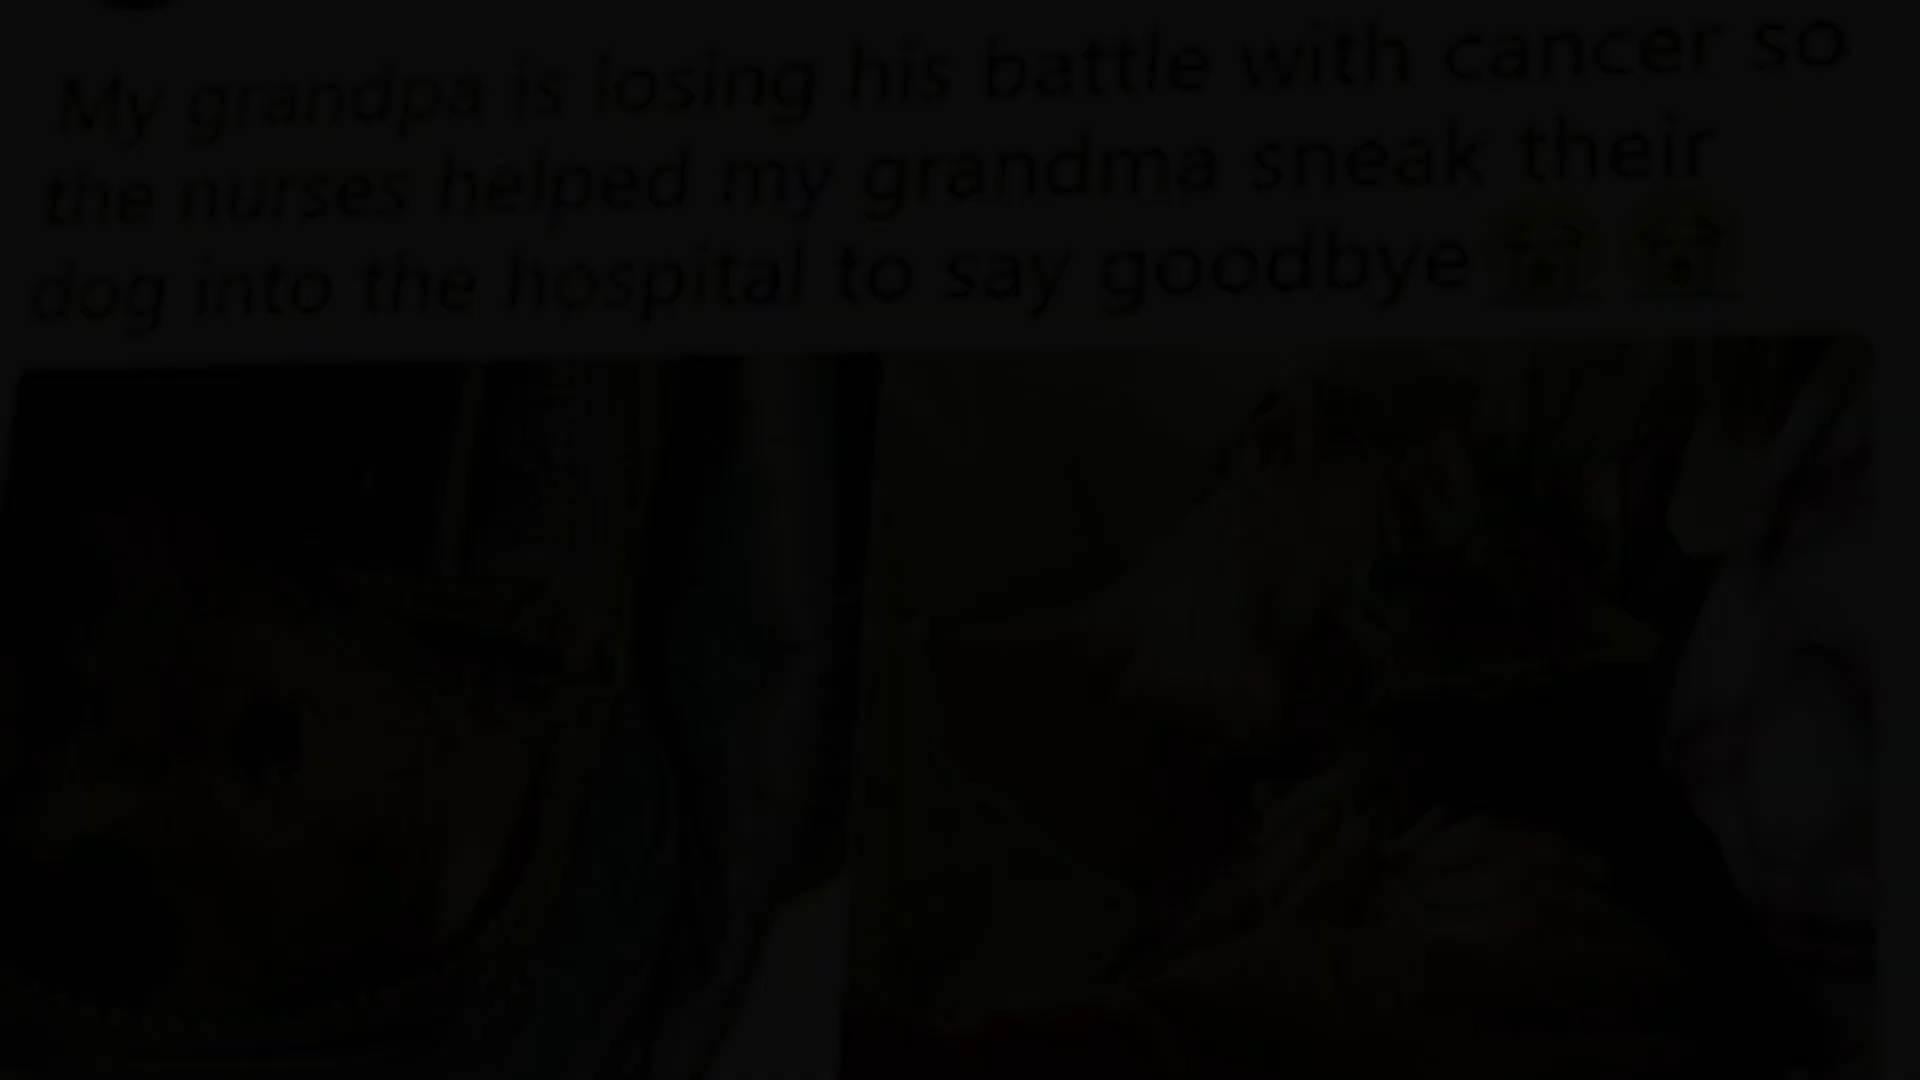 My grandpa is losing his battle with cancer so
the nurses helped my grandma sneak their
dog into the hospital to say goodbye 😭😭